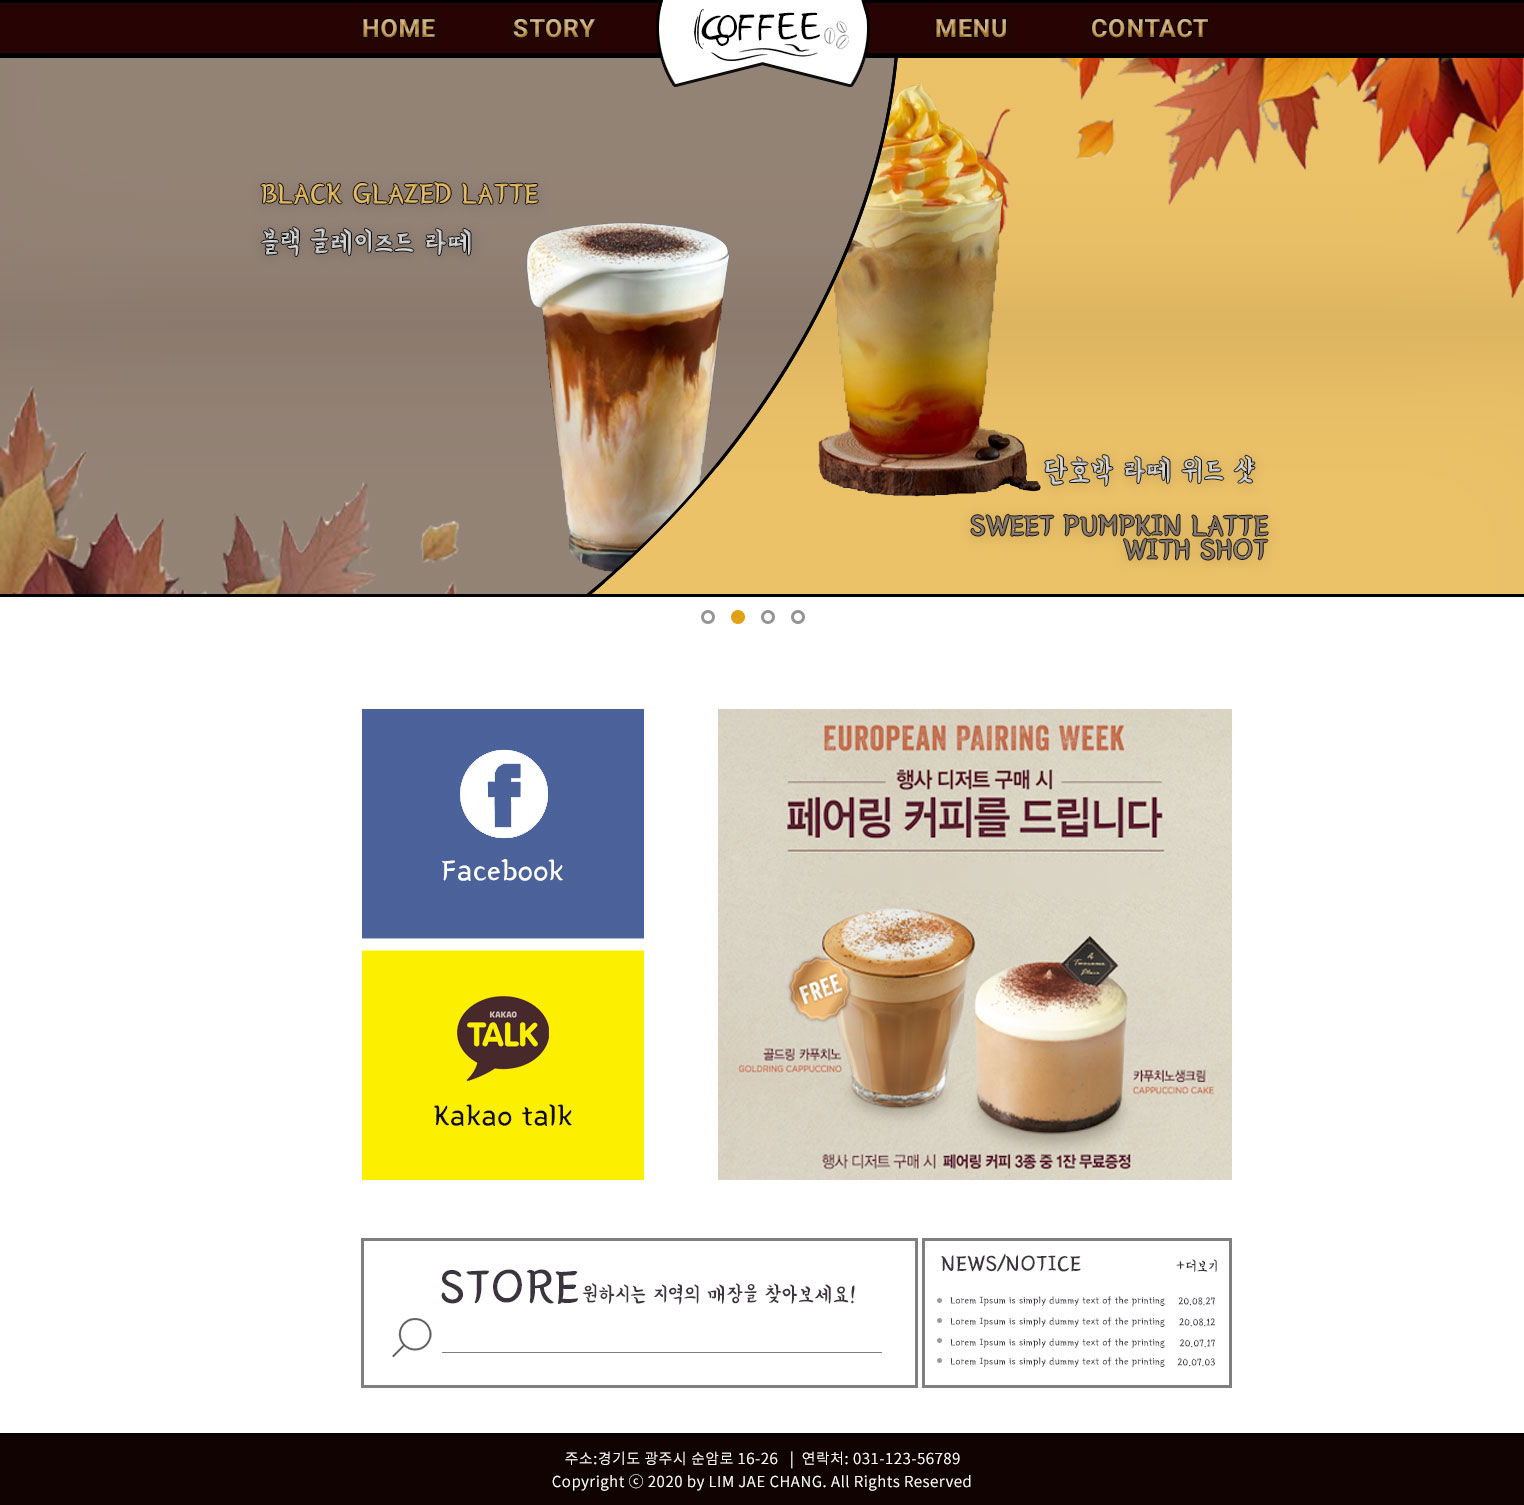 HOME STORY COFFEE MENU CONTACT
BLACK GLAZED LATTE
블랙 글레이즈드 라떼
단호박 라떼 위드 샷
SWEET PUMPKIN LATTE
WITH SHOT
Facebook
KAKAO
TALK
Kakao talk
EUROPEAN PAIRING WEEK
행사 디저트 구매 시
페어링 커피를 드립니다
FREE
A
Twosome
Place
골드링 카푸치노
GOLDRING CAPPUCCINO
카푸치노생크림
CAPPUCCINO CAKE
행사 디저트 구매 시 페어링 커피 3종 중 1잔 무료증정
STORE 원하시는 지역의 매장을 찾아보세요!
NEWS/NOTICE +더보기
Lorem Ipsum is simply dummy text of the printing 20.08.27
Lorem Ipsum is simply dummy text of the printing 20.08.12
Lorem Ipsum is simply dummy text of the printing 20.07.17
Lorem Ipsum is simply dummy text of the printing 20.07.03
주소:경기도 광주시 순암로 16-26 | 연락처: 031-123-56789
Copyright ⓒ 2020 by LIM JAE CHANG. All Rights Reserved